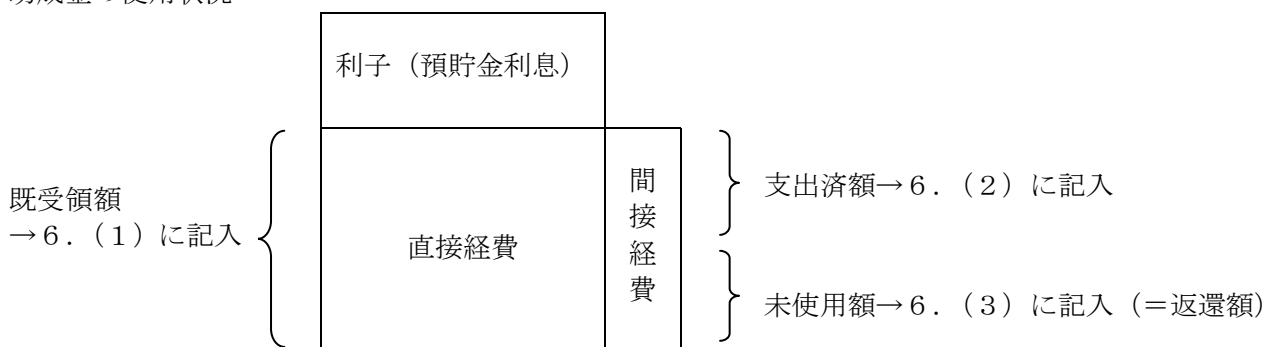 利子（預貯金利息）
既受領額
→６．（１）に記入
直接経費
間接経費
支出済額→６．（２）に記入
未使用額→６．（３）に記入（＝返還額）